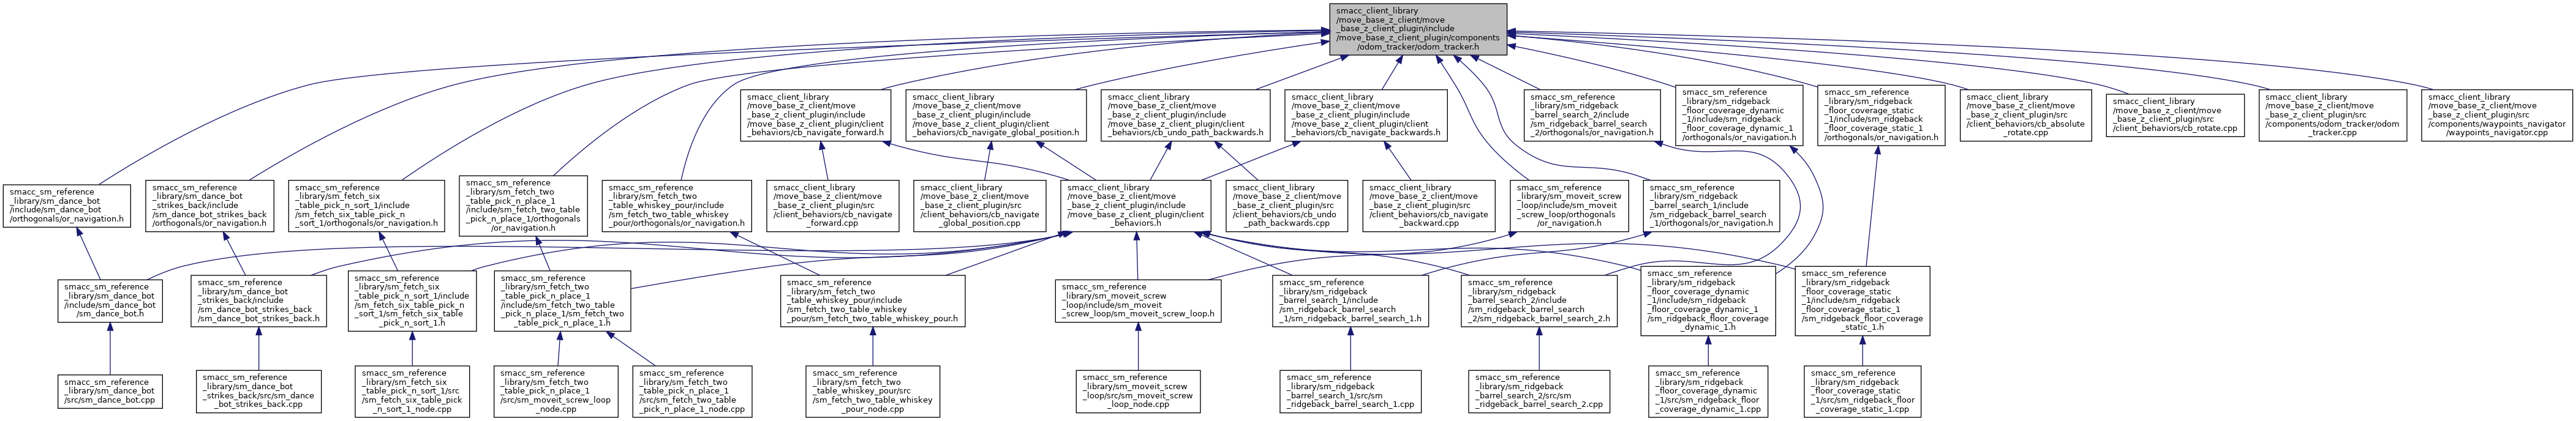 smacc_client_library
/move_base_z_client/move
_base_z_client_plugin/include
/move_base_z_client_plugin/components
/odom_tracker/odom_tracker.h
smacc_client_library
/move_base_z_client/move
_base_z_client_plugin/include
/move_base_z_client_plugin/client
_behaviors/cb_navigate_forward.h
smacc_client_library
/move_base_z_client/move
_base_z_client_plugin/include
/move_base_z_client_plugin/client
_behaviors/cb_navigate_global_position.h
smacc_client_library
/move_base_z_client/move
_base_z_client_plugin/include
/move_base_z_client_plugin/client
_behaviors/cb_undo_path_backwards.h
smacc_client_library
/move_base_z_client/move
_base_z_client_plugin/include
/move_base_z_client_plugin/client
_behaviors/cb_navigate_backwards.h
smacc_sm_reference
_library/sm_ridgeback
_barrel_search_2/include
/sm_ridgeback_barrel_search
_2/orthogonals/or_navigation.h
smacc_sm_reference
_library/sm_ridgeback
_floor_coverage_dynamic
_1/include/sm_ridgeback
_floor_coverage_dynamic_1
/orthogonals/or_navigation.h
smacc_sm_reference
_library/sm_ridgeback
_floor_coverage_static
_1/include/sm_ridgeback
_floor_coverage_static_1
/orthogonals/or_navigation.h
smacc_client_library
/move_base_z_client/move
_base_z_client_plugin/src
/client_behaviors/cb_absolute
_rotate.cpp
smacc_client_library
/move_base_z_client/move
_base_z_client_plugin/src
/client_behaviors/cb_rotate.cpp
smacc_client_library
/move_base_z_client/move
_base_z_client_plugin/src
/components/odom_tracker/odom
_tracker.cpp
smacc_client_library
/move_base_z_client/move
_base_z_client_plugin/src
/components/waypoints_navigator
/waypoints_navigator.cpp
smacc_sm_reference
_library/sm_dance_bot
/include/sm_dance_bot
/orthogonals/or_navigation.h
smacc_sm_reference
_library/sm_dance_bot
_strikes_back/include
/sm_dance_bot_strikes_back
/orthogonals/or_navigation.h
smacc_sm_reference
_library/sm_fetch_six
_table_pick_n_sort_1/include
/sm_fetch_six_table_pick_n
_sort_1/orthogonals/or_navigation.h
smacc_sm_reference
_library/sm_fetch_two
_table_pick_n_place_1
/include/sm_fetch_two_table
_pick_n_place_1/orthogonals
/or_navigation.h
smacc_sm_reference
_library/sm_fetch_two
_table_whiskey_pour/include
/sm_fetch_two_table_whiskey
_pour/orthogonals/or_navigation.h
smacc_client_library
/move_base_z_client/move
_base_z_client_plugin/src
/client_behaviors/cb_navigate
_forward.cpp
smacc_client_library
/move_base_z_client/move
_base_z_client_plugin/src
/client_behaviors/cb_navigate
_global_position.cpp
smacc_client_library
/move_base_z_client/move
_base_z_client_plugin/include
/move_base_z_client_plugin/client
_behaviors.h
smacc_client_library
/move_base_z_client/move
_base_z_client_plugin/src
/client_behaviors/cb_undo
_path_backwards.cpp
smacc_client_library
/move_base_z_client/move
_base_z_client_plugin/src
/client_behaviors/cb_navigate
_backward.cpp
smacc_sm_reference
_library/sm_moveit_screw
_loop/include/sm_moveit
_screw_loop/orthogonals
/or_navigation.h
smacc_sm_reference
_library/sm_ridgeback
_barrel_search_1/include
/sm_ridgeback_barrel_search
_1/orthogonals/or_navigation.h
smacc_sm_reference
_library/sm_dance_bot
/include/sm_dance_bot
/sm_dance_bot.h
smacc_sm_reference
_library/sm_dance_bot
_strikes_back/include
/sm_dance_bot_strikes_back
/sm_dance_bot_strikes_back.h
smacc_sm_reference
_library/sm_fetch_six
_table_pick_n_sort_1/include
/sm_fetch_six_table_pick_n
_sort_1/sm_fetch_six_table
_pick_n_sort_1.h
smacc_sm_reference
_library/sm_fetch_two
_table_pick_n_place_1
/include/sm_fetch_two_table
_pick_n_place_1/sm_fetch_two
_table_pick_n_place_1.h
smacc_sm_reference
_library/sm_fetch_two
_table_whiskey_pour/include
/sm_fetch_two_table_whiskey
_pour/sm_fetch_two_table_whiskey_pour.h
smacc_sm_reference
_library/sm_moveit_screw
_loop/include/sm_moveit
_screw_loop/sm_moveit_screw_loop.h
smacc_sm_reference
_library/sm_ridgeback
_barrel_search_1/include
/sm_ridgeback_barrel_search
_1/sm_ridgeback_barrel_search_1.h
smacc_sm_reference
_library/sm_ridgeback
_barrel_search_2/include
/sm_ridgeback_barrel_search
_2/sm_ridgeback_barrel_search_2.h
smacc_sm_reference
_library/sm_ridgeback
_floor_coverage_dynamic
_1/include/sm_ridgeback
_floor_coverage_dynamic_1
/sm_ridgeback_floor_coverage
_dynamic_1.h
smacc_sm_reference
_library/sm_ridgeback
_floor_coverage_static
_1/include/sm_ridgeback
_floor_coverage_static_1
/sm_ridgeback_floor_coverage
_static_1.h
smacc_sm_reference
_library/sm_dance_bot
/src/sm_dance_bot.cpp
smacc_sm_reference
_library/sm_dance_bot
_strikes_back/src/sm_dance
_bot_strikes_back.cpp
smacc_sm_reference
_library/sm_fetch_six
_table_pick_n_sort_1/src
/sm_fetch_six_table_pick
_n_sort_1_node.cpp
smacc_sm_reference
_library/sm_fetch_two
_table_pick_n_place_1
/src/sm_moveit_screw_loop
_node.cpp
smacc_sm_reference
_library/sm_fetch_two
_table_pick_n_place_1
/src/sm_fetch_two_table
_pick_n_place_1_node.cpp
smacc_sm_reference
_library/sm_fetch_two
_table_whiskey_pour/src
/sm_fetch_two_table_whiskey
_pour_node.cpp
smacc_sm_reference
_library/sm_moveit_screw
_loop/src/sm_moveit_screw
_loop_node.cpp
smacc_sm_reference
_library/sm_ridgeback
_barrel_search_1/src/sm
_ridgeback_barrel_search_1.cpp
smacc_sm_reference
_library/sm_ridgeback
_barrel_search_2/src/sm
_ridgeback_barrel_search_2.cpp
smacc_sm_reference
_library/sm_ridgeback
_floor_coverage_dynamic
_1/src/sm_ridgeback_floor
_coverage_dynamic_1.cpp
smacc_sm_reference
_library/sm_ridgeback
_floor_coverage_static
_1/src/sm_ridgeback_floor
_coverage_static_1.cpp